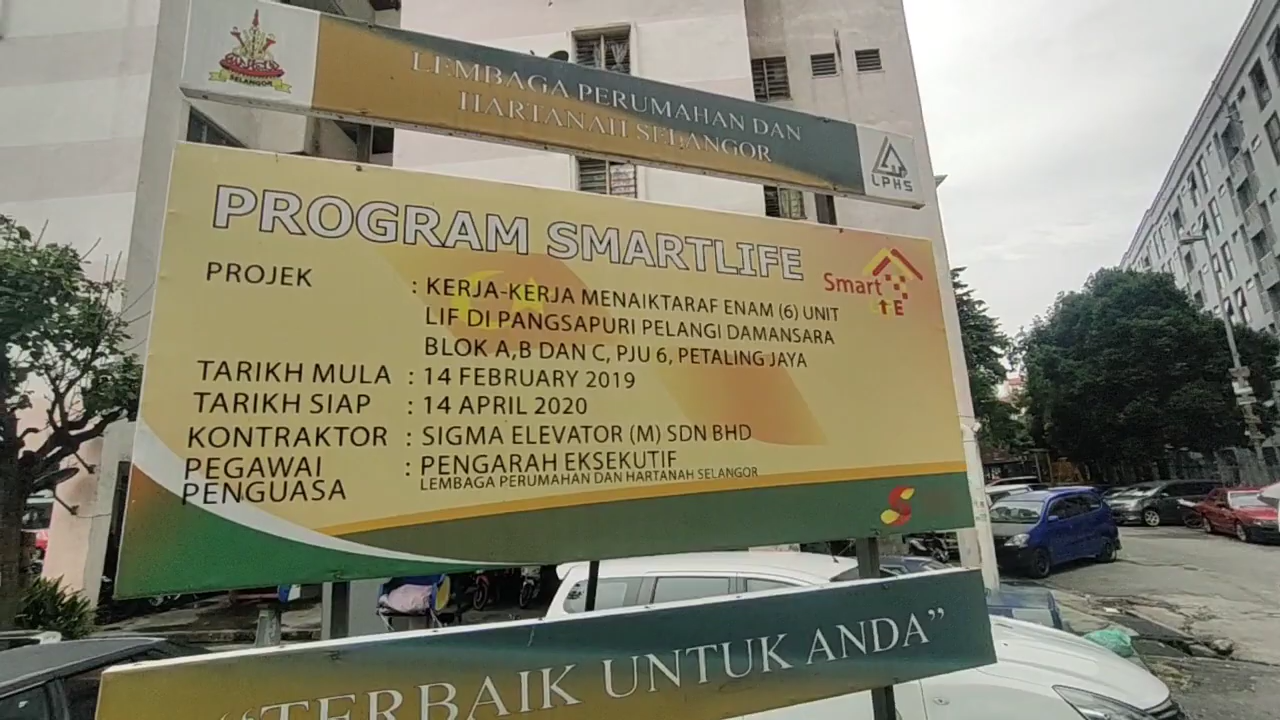 SELANGOR
LEMBAGA PERUMAHAN DAN
HARTANAH SELANGOR
LPHS
PROGRAM SMARTLIFE
Smart
PROJEK : KERJA-KERJA MENAIKTARAF ENAM (6) UNIT
LIF DI PANGSAPURI PELANGI DAMANSARA
BLOK A,B DAN C, PJU 6, PETALING JAYA
TARIKH MULA : 14 FEBRUARY 2019
TARIKH SIAP : 14 APRIL 2020
KONTRAKTOR : SIGMA ELEVATOR (M) SDN BHD
PEGAWAI : PENGARAH EKSEKUTIF
PENGUASA LEMBAGA PERUMAHAN DAN HARTANAH SELANGOR
"TERBAIK UNTUK ANDA"